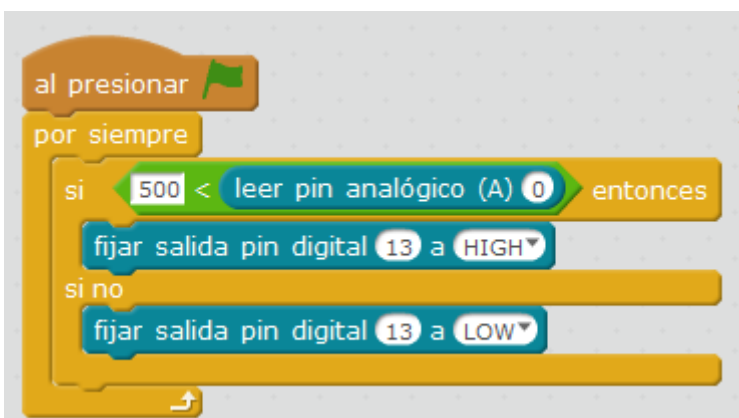 al presionar
por siempre
si 500 < leer pin analógico (A) 0 entonces
fijar salida pin digital 13 a HIGH
si no
fijar salida pin digital 13 a LOW